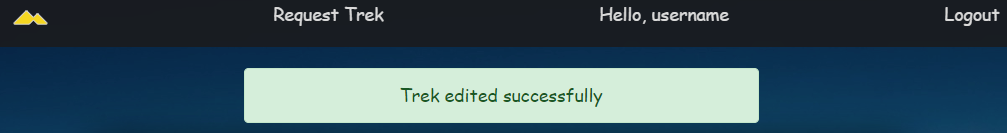 Request Trek Hello, username Logout
Trek edited successfully